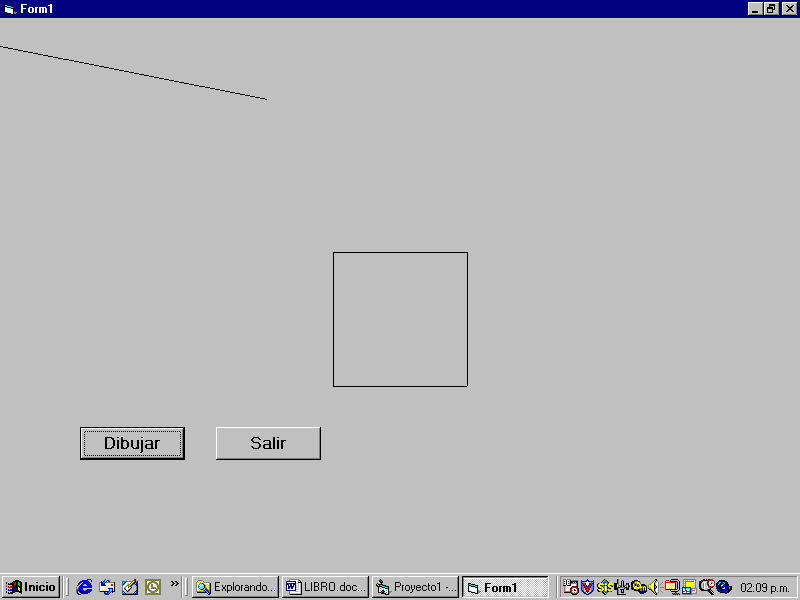 Form1
Dibujar
Salir
Inicio
Explorando...
LIBRO.doc...
Proyecto1 -...
Form1
02:09 p.m.